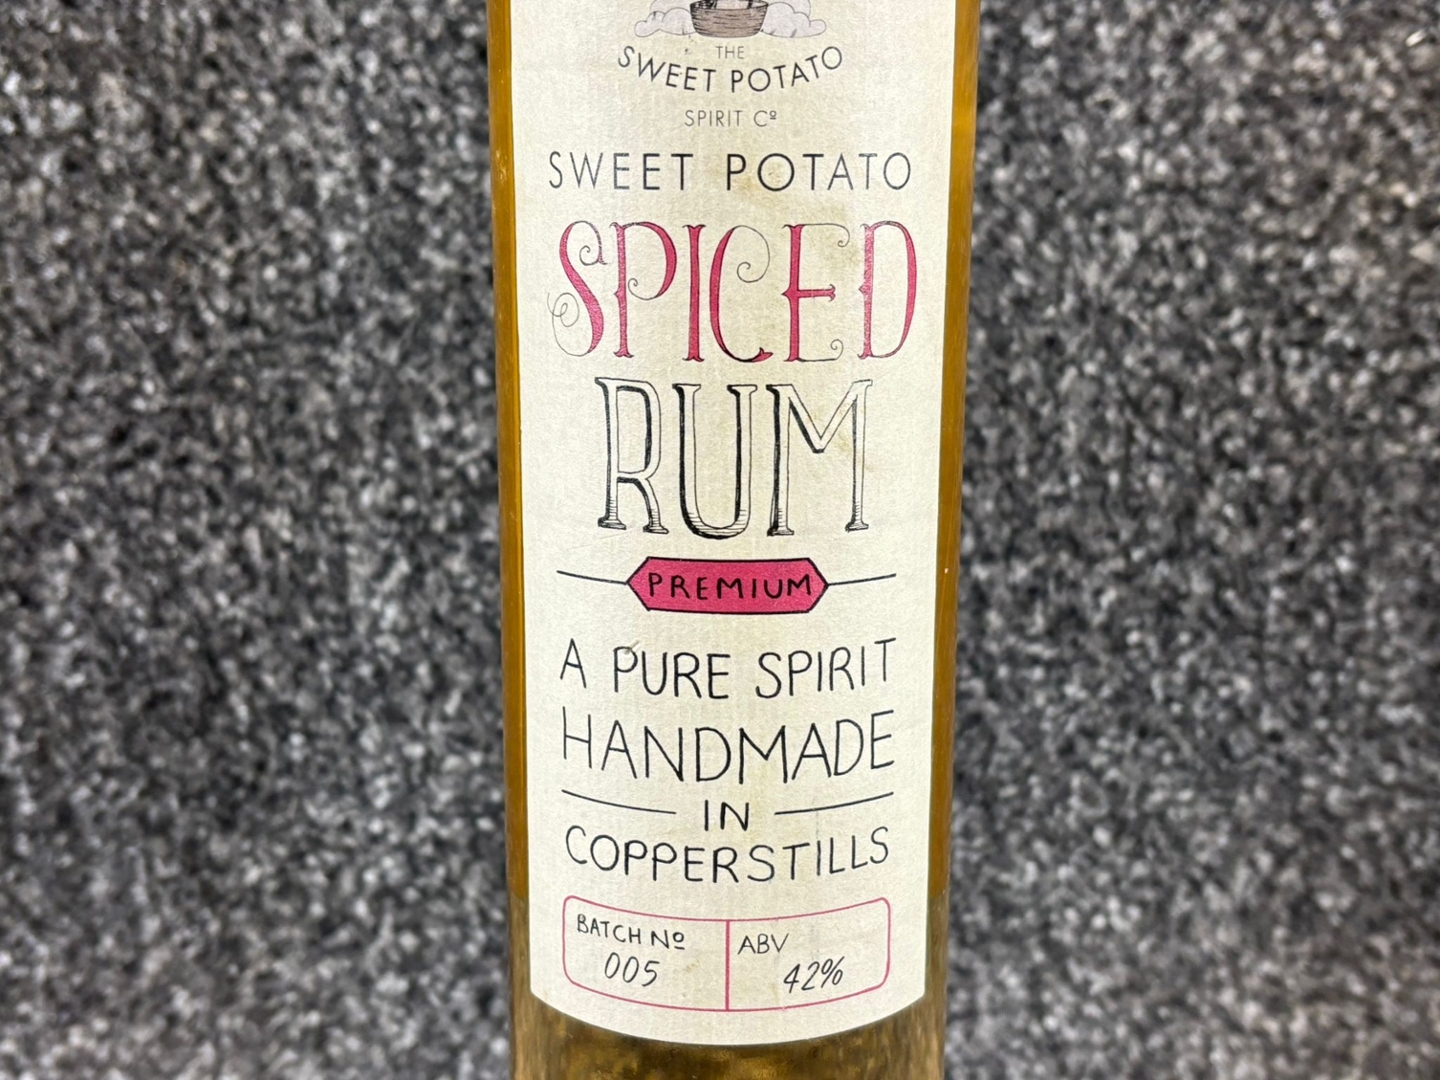 THE
SWEET POTATO
SPIRIT Cº
SWEET POTATO
SPICED
RUM
PREMIUM
A PURE SPIRIT
HANDMADE
IN
COPPERSTILLS
BATCH Nº
005
ABV
42%